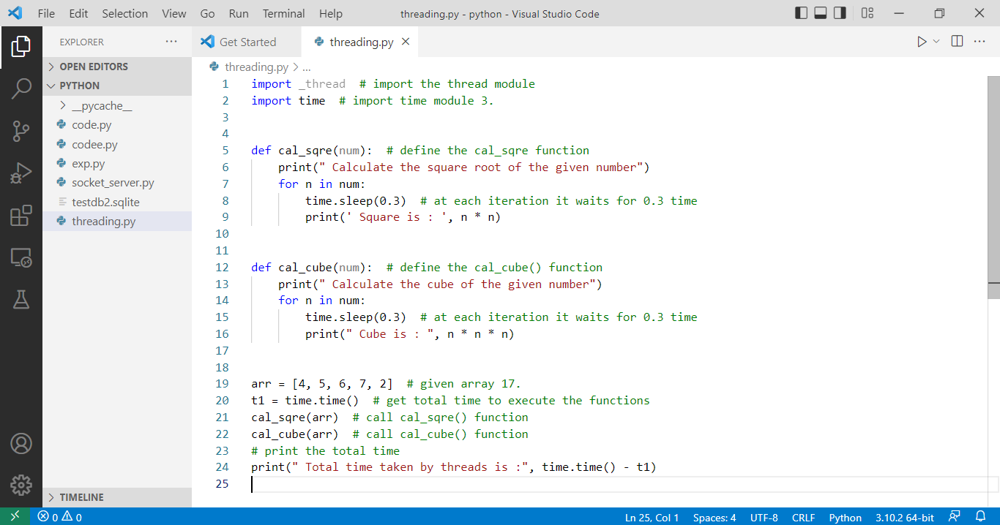 File Edit Selection View Go Run Terminal Help threading.py - python - Visual Studio Code
EXPLORER ···
Get Started threading.py
OPEN EDITORS
PYTHON
__pycache__
code.py
codee.py
exp.py
socket_server.py
testdb2.sqlite
threading.py
TIMELINE
threading.py > ...
1 import _thread  # import the thread module
2 import time  # import time module 3.
3
4
5 def cal_sqre(num):  # define the cal_sqre function
6     print(" Calculate the square root of the given number")
7     for n in num:
8         time.sleep(0.3)  # at each iteration it waits for 0.3 time
9         print(' Square is : ', n * n)
10
11
12 def cal_cube(num):  # define the cal_cube() function
13     print(" Calculate the cube of the given number")
14     for n in num:
15         time.sleep(0.3)  # at each iteration it waits for 0.3 time
16         print(" Cube is : ", n * n * n)
17
18
19 arr = [4, 5, 6, 7, 2]  # given array 17.
20 t1 = time.time()  # get total time to execute the functions
21 cal_sqre(arr)  # call cal_sqre() function
22 cal_cube(arr)  # call cal_cube() function
23 # print the total time
24 print(" Total time taken by threads is :", time.time() - t1)
25
0 0 Ln 25, Col 1 Spaces: 4 UTF-8 CRLF Python 3.10.2 64-bit